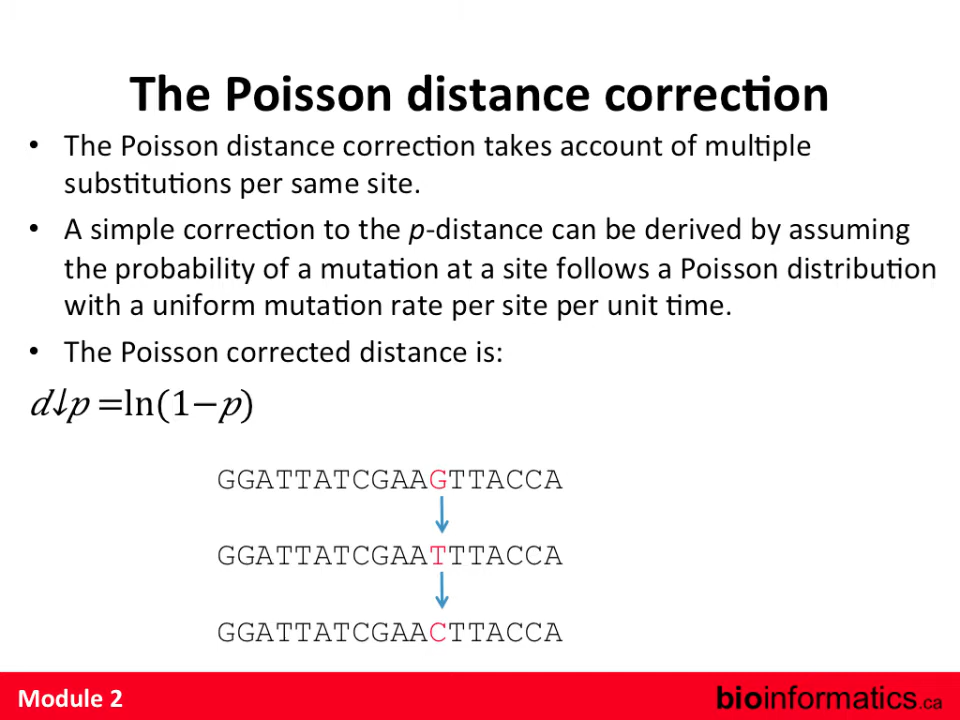 The Poisson distance correction
• The Poisson distance correction takes account of multiple
substitutions per same site.
• A simple correction to the p-distance can be derived by assuming
the probability of a mutation at a site follows a Poisson distribution
with a uniform mutation rate per site per unit time.
• The Poisson corrected distance is:
d↓p =ln(1−p)
GGATTATCGAAGTTACCA
GGATTATCGAATTTACCA
GGATTATCGAACTTACCA
Module 2
bioinformatics.ca